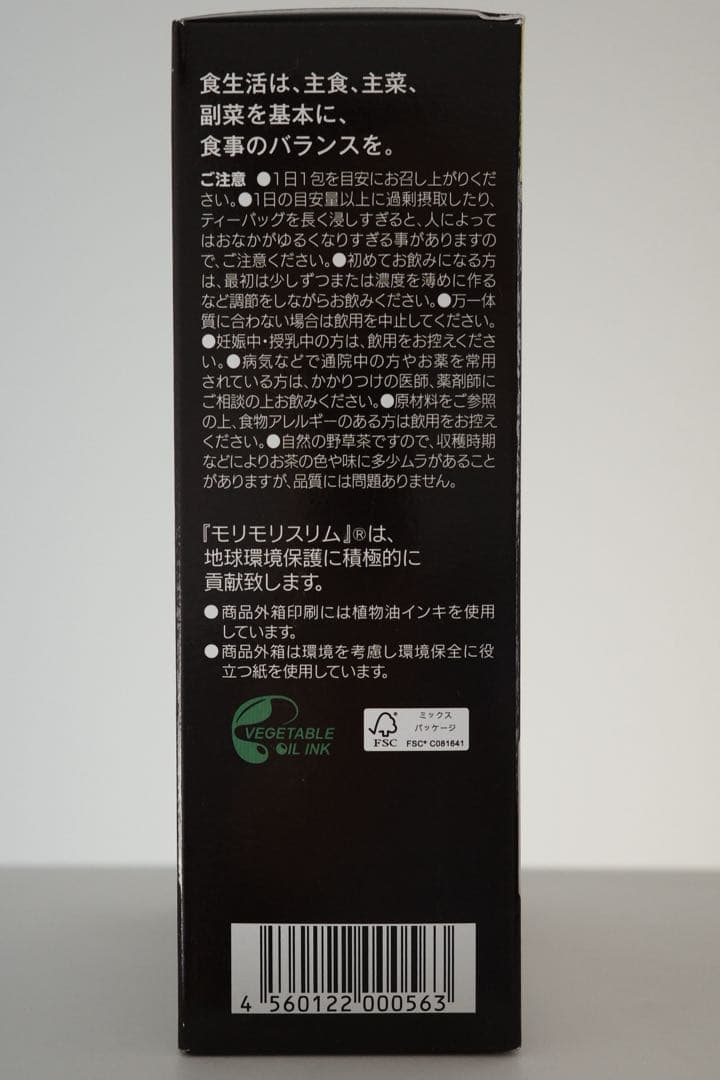 食生活は、主食、主菜、
副菜を基本に、
食事のバランスを。
ご注意 ●1日1包を目安にお召し上がりくだ
さい。●1日の目安量以上に過剰摂取したり、
ティーバッグを長く浸しすぎると、人によって
はおなかがゆるくなりすぎる事がありますの
で、ご注意ください。●初めてお飲みになる方
は、最初は少しずつまたは濃度を薄めに作る
など調節をしながらお飲みください。●万一体
質に合わない場合は飲用を中止してください。
●妊娠中・授乳中の方は、飲用をお控えくださ
い。●病気などで通院中の方やお薬を常用
されている方は、かかりつけの医師、薬剤師に
ご相談の上お飲みください。●原材料をご参照
の上、食物アレルギーのある方は飲用をお控え
ください。●自然の野草茶ですので、収穫時期
などによりお茶の色や味に多少ムラがあること
がありますが、品質には問題ありません。
『モリモリスリム』®は、
地球環境保護に積極的に
貢献致します。
●商品外箱印刷には植物油インキを使用
しています。
●商品外箱は環境を考慮し環境保全に役
立つ紙を使用しています。
VEGETABLE
OIL INK
FSC
ミックス
パッケージ
FSC® C081641
4 560122 000563